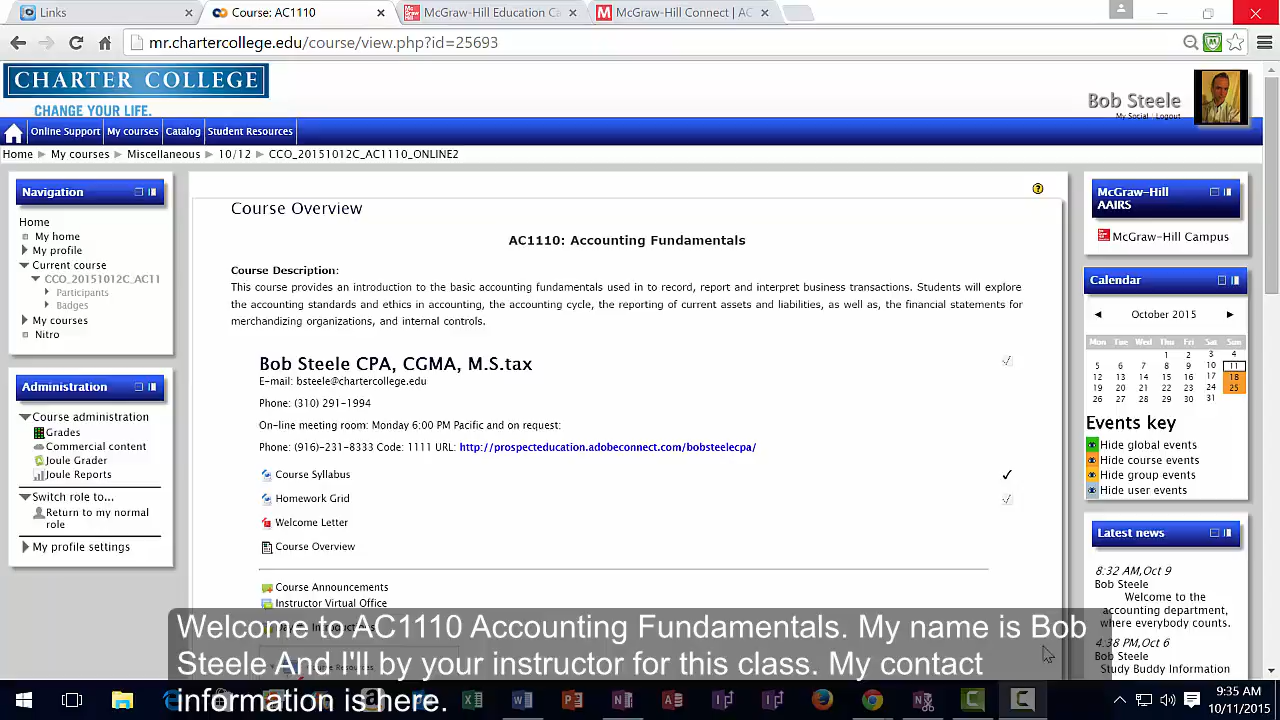 Links
Course: AC1110
McGraw-Hill Education Ca
McGraw-Hill Connect | AC
mr.chartercollege.edu/course/view.php?id=25693
CHARTER COLLEGE
CHANGE YOUR LIFE.
Bob Steele
My Social Logout
Online Support
My courses
Catalog
Student Resources
Home ► My courses ► Miscellaneous ► 10/12 ► CCO_20151012C_AC1110_ONLINE2
Navigation
Home
My home
My profile
Current course
CCO_20151012C_AC11
Participants
Badges
My courses
Nitro
Administration
Course administration
Grades
Commercial content
Joule Grader
Joule Reports
Switch role to...
Return to my normal
role
My profile settings
Course Overview
AC1110: Accounting Fundamentals
Course Description:
This course provides an introduction to the basic accounting fundamentals used in to record, report and interpret business transactions. Students will explore
the accounting standards and ethics in accounting, the accounting cycle, the reporting of current assets and liabilities, as well as, the financial statements for
merchandizing organizations, and internal controls.
Bob Steele CPA, CGMA, M.S.tax
E-mail: bsteele@chartercollege.edu
Phone: (310) 291-1994
On-line meeting room: Monday 6:00 PM Pacific and on request:
Phone: (916)-231-8333 Code: 1111 URL: http://prospecteducation.adobeconnect.com/bobsteelecpa/
Course Syllabus
Homework Grid
Welcome Letter
Course Overview
Course Announcements
Instructor Virtual Office
McGraw-Hill
AAIRS
McGraw-Hill Campus
Calendar
◄ October 2015 ►
Mon Tue Wed Thu Fri Sat Sun
1 2 3 4
5 6 7 8 9 10 11
12 13 14 15 16 17 18
19 20 21 22 23 24 25
26 27 28 29 30 31
Events key
Hide global events
Hide course events
Hide group events
Hide user events
Latest news
8:32 AM, Oct 9
Bob Steele
Welcome to the
accounting department,
where everybody counts.
4:38 PM, Oct 6
Bob Steele
Study Buddy Information
Welcome to AC1110 Accounting Fundamentals. My name is Bob
Steele And I'll by your instructor for this class. My contact
information is here.
9:35 AM
10/11/2015